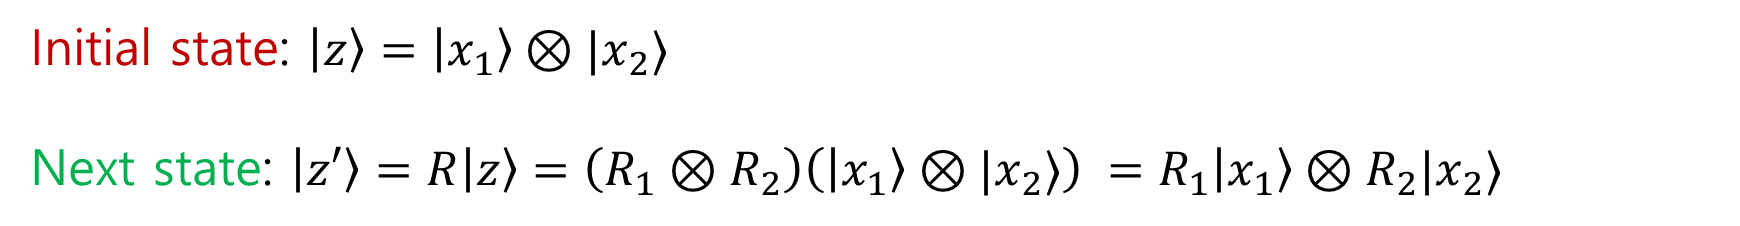 Initial state: |𝑧⟩ = |𝑥₁⟩ ⊗ |𝑥₂⟩
Next state: |𝑧′⟩ = 𝑅|𝑧⟩ = (𝑅₁ ⊗ 𝑅₂)(|𝑥₁⟩ ⊗ |𝑥₂⟩) = 𝑅₁|𝑥₁⟩ ⊗ 𝑅₂|𝑥₂⟩